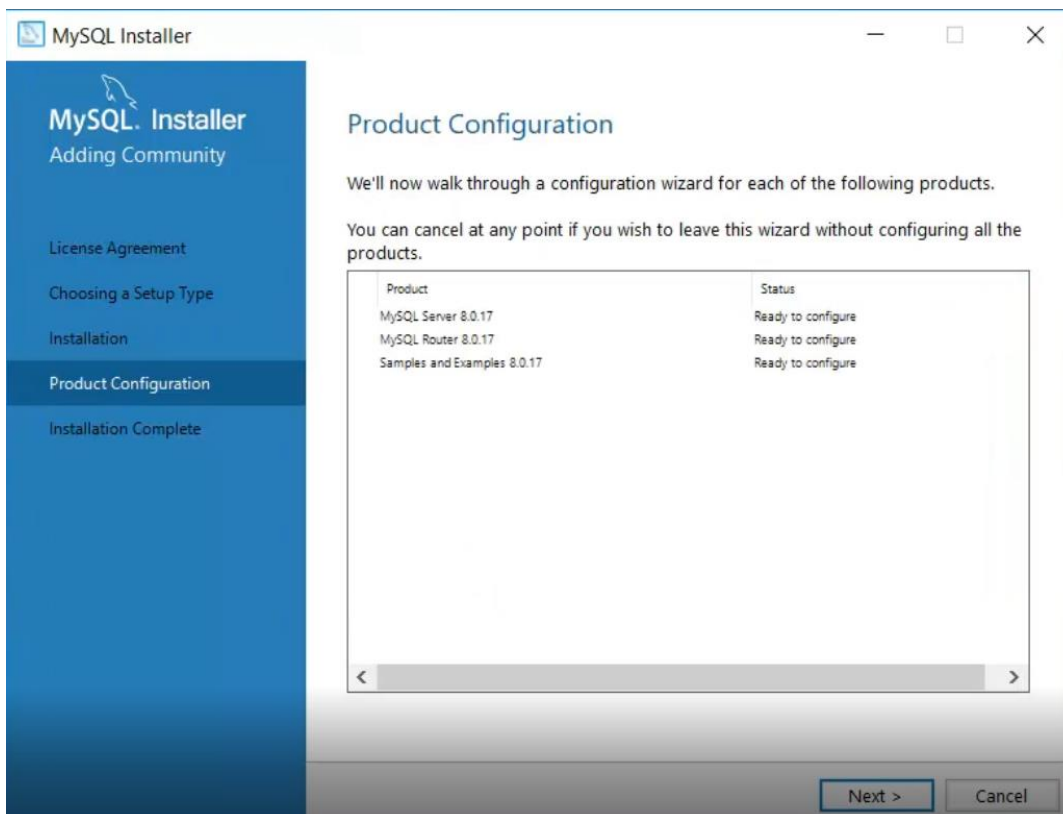 MySQL Installer
MySQL. Installer
Adding Community
License Agreement
Choosing a Setup Type
Installation
Product Configuration
Installation Complete
Product Configuration
We'll now walk through a configuration wizard for each of the following products.
You can cancel at any point if you wish to leave this wizard without configuring all the
products.
Product Status
MySQL Server 8.0.17 Ready to configure
MySQL Router 8.0.17 Ready to configure
Samples and Examples 8.0.17 Ready to configure
Next > Cancel